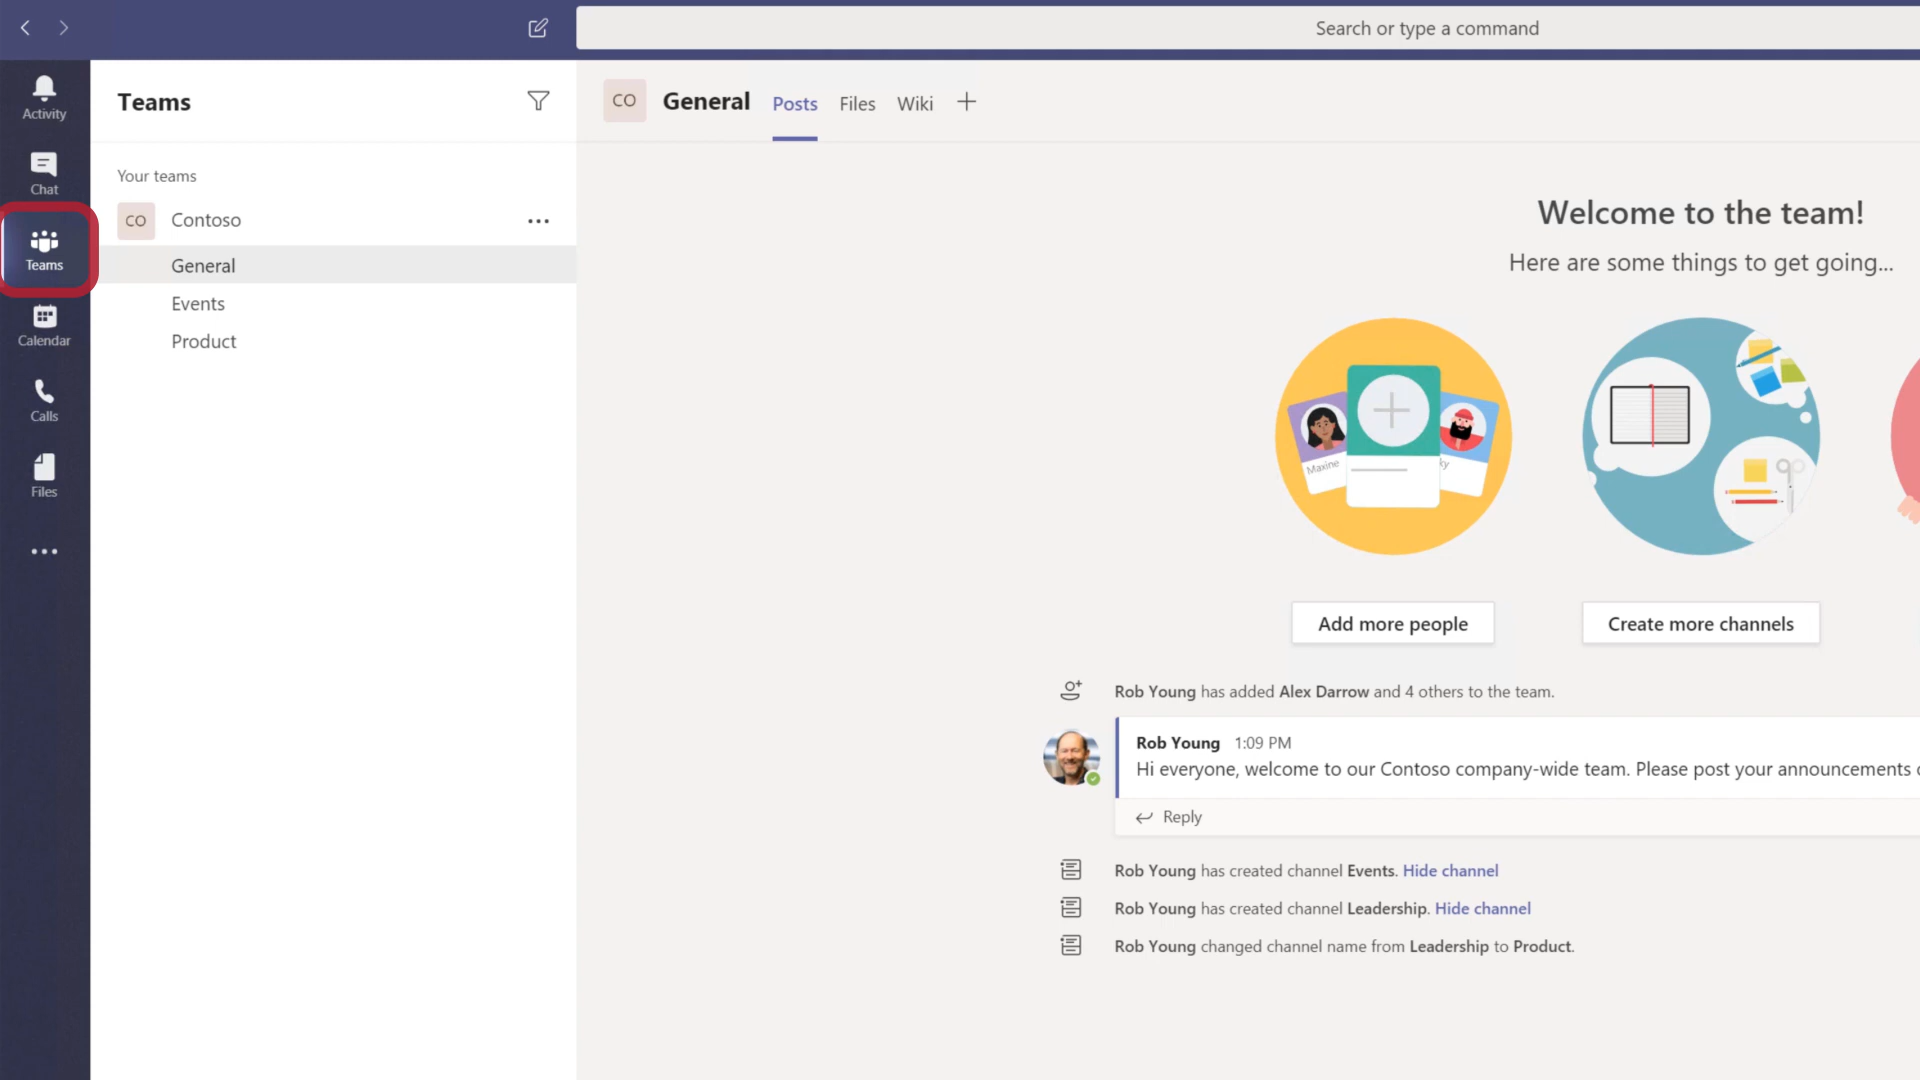 Search or type a command
Activity
Chat
Teams
Calendar
Calls
Files
Teams
Your teams
CO Contoso
General
Events
Product
CO General Posts Files Wiki
Welcome to the team!
Here are some things to get going...
Maxine
ky
Add more people
Create more channels
Rob Young has added Alex Darrow and 4 others to the team.
Rob Young 1:09 PM
Hi everyone, welcome to our Contoso company-wide team. Please post your announcements
Reply
Rob Young has created channel Events. Hide channel
Rob Young has created channel Leadership. Hide channel
Rob Young changed channel name from Leadership to Product.